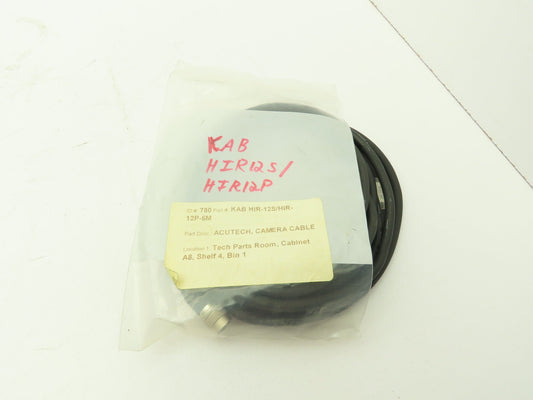 KAB
HIR12S/
HIR12P
ID #: 780 Part #: KAB HIR-12S/HIR-
12P-5M
Part Desc: ACUTECH, CAMERA CABLE
Location 1: Tech Parts Room, Cabinet
A8, Shelf 4, Bin 1